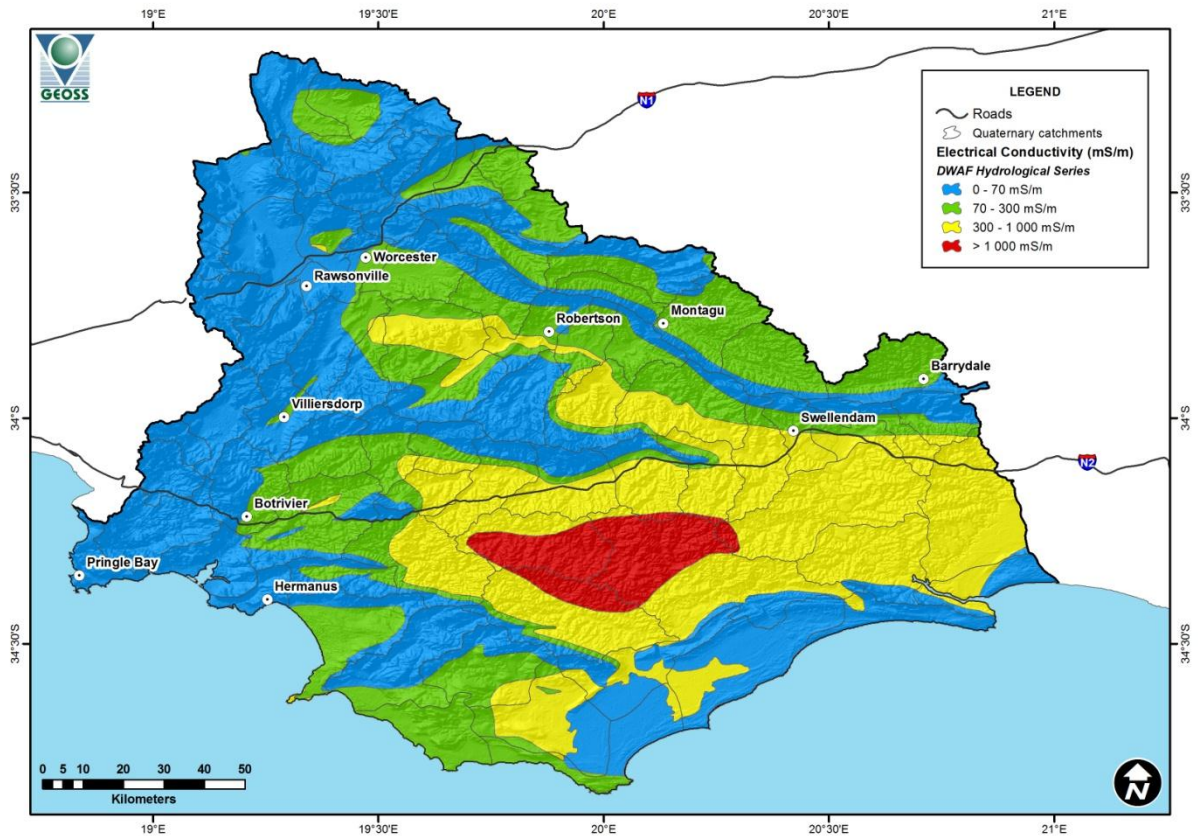 19°E
19°30'E
20°E
20°30'E
21°E
GEOSS
N1
LEGEND
Roads
Quaternary catchments
Electrical Conductivity (mS/m)
DWAF Hydrological Series
0 - 70 mS/m
70 - 300 mS/m
300 - 1 000 mS/m
> 1 000 mS/m
33°30'S
33°30'S
Worcester
Rawsonville
Robertson
Montagu
Barrydale
Villiersdorp
34°S
34°S
Swellendam
N2
Botrivier
Pringle Bay
Hermanus
34°30'S
34°30'S
0 5 10 20 30 40 50
Kilometers
N
19°E
19°30'E
20°E
20°30'E
21°E